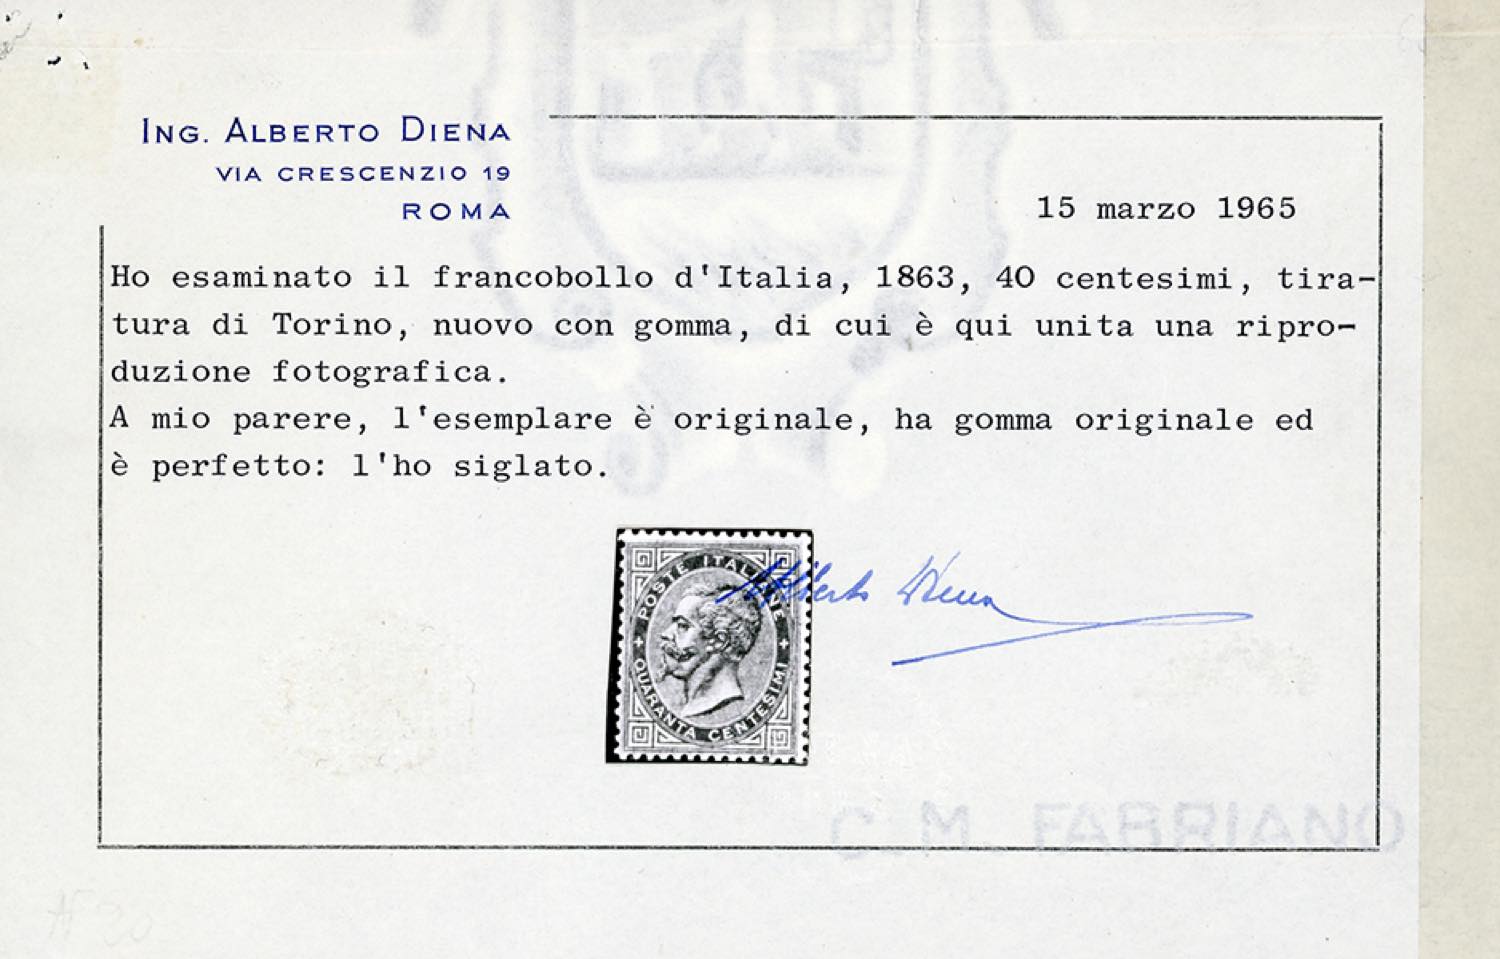 ING. ALBERTO DIENA
VIA CRESCENZIO 19
ROMA
15 marzo 1965
Ho esaminato il francobollo d'Italia, 1863, 40 centesimi, tira-
tura di Torino, nuovo con gomma, di cui è qui unita una ripro-
duzione fotografica.
A mio parere, l'esemplare è originale, ha gomma originale ed
è perfetto: l'ho siglato.
POSTE ITALIANE
QUARANTA CENTESIMI
Alberto Diena
C. M. FABRIANO